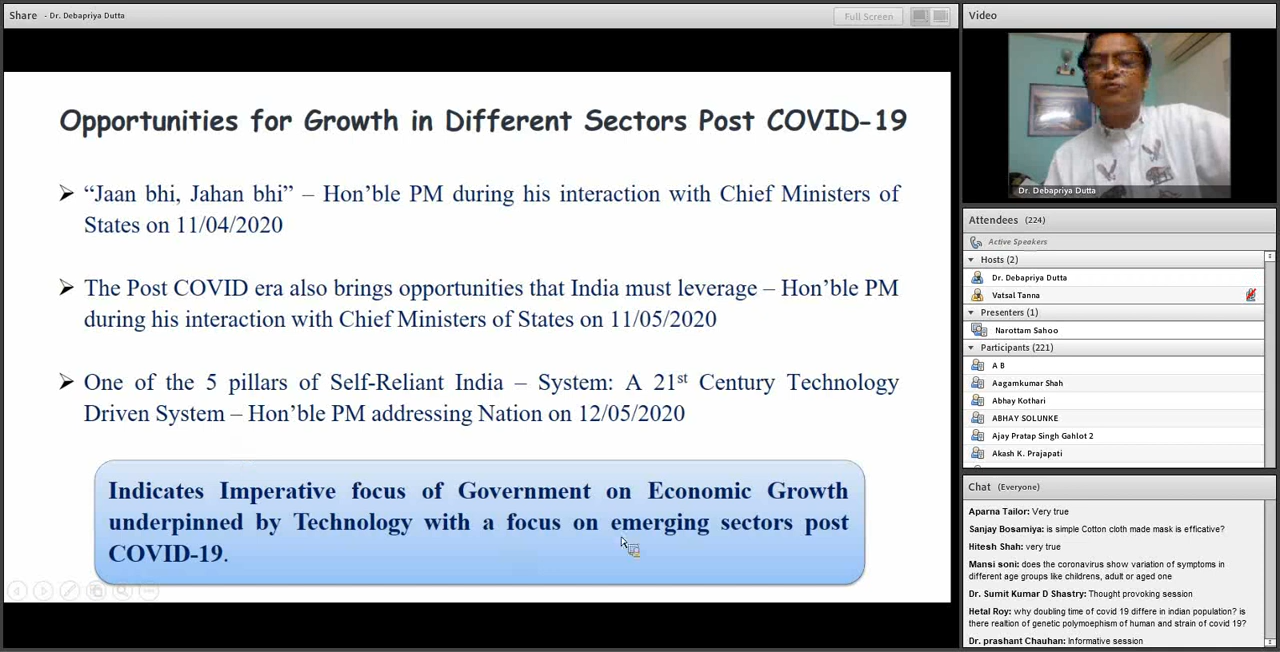 Share - Dr. Debapriya Dutta
Full Screen
Opportunities for Growth in Different Sectors Post COVID-19
➢ “Jaan bhi, Jahan bhi” – Hon’ble PM during his interaction with Chief Ministers of
States on 11/04/2020
➢ The Post COVID era also brings opportunities that India must leverage – Hon’ble PM
during his interaction with Chief Ministers of States on 11/05/2020
➢ One of the 5 pillars of Self-Reliant India – System: A 21st Century Technology
Driven System – Hon’ble PM addressing Nation on 12/05/2020
Indicates Imperative focus of Government on Economic Growth
underpinned by Technology with a focus on emerging sectors post
COVID-19.
Video
Dr. Debapriya Dutta
Attendees (224)
Active Speakers
Hosts (2)
Dr. Debapriya Dutta
Vatsal Tanna
Presenters (1)
Narottam Sahoo
Participants (221)
A B
Aagamkumar Shah
Abhay Kothari
ABHAY SOLUNKE
Ajay Pratap Singh Gahlot 2
Akash K. Prajapati
Chat (Everyone)
Aparna Tailor: Very true
Sanjay Bosamiya: is simple Cotton cloth made mask is efficative?
Hitesh Shah: very true
Mansi soni: does the coronavirus show variation of symptoms in
different age groups like childrens, adult or aged one
Dr. Sumit Kumar D Shastry: Thought provoking session
Hetal Roy: why doubling time of covid 19 differe in indian population? is
there realtion of genetic polymoephism of human and strain of covid 19?
Dr. prashant Chauhan: Informative session